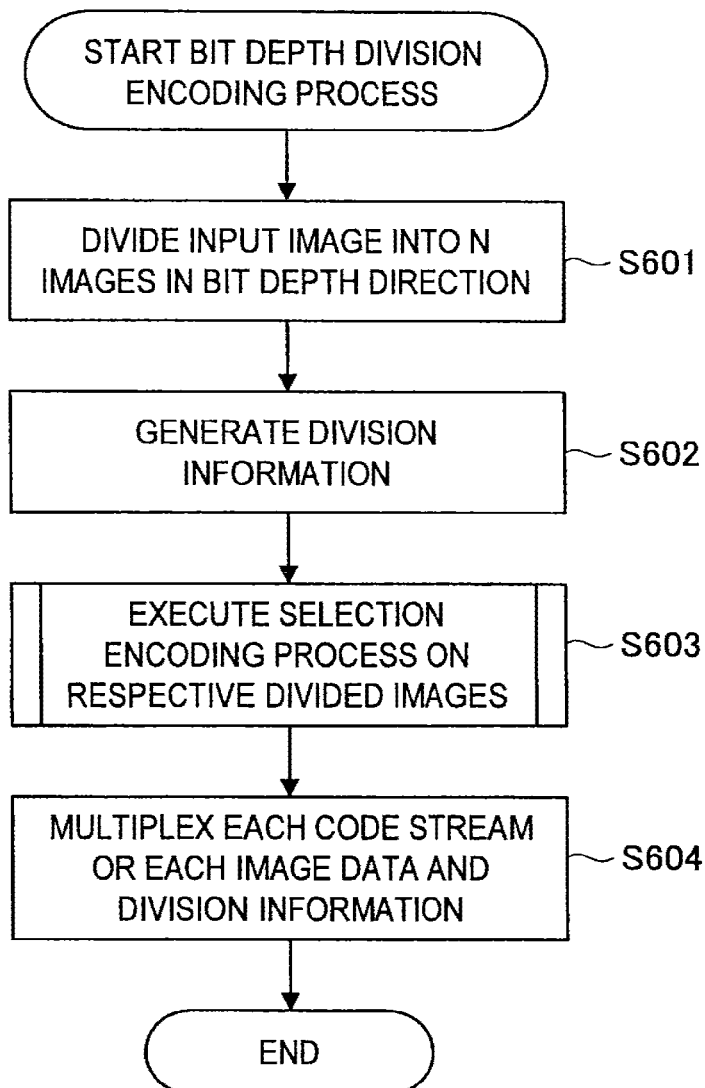 START BIT DEPTH DIVISION
ENCODING PROCESS
DIVIDE INPUT IMAGE INTO N
IMAGES IN BIT DEPTH DIRECTION
S601
GENERATE DIVISION
INFORMATION
S602
EXECUTE SELECTION
ENCODING PROCESS ON
RESPECTIVE DIVIDED IMAGES
S603
MULTIPLEX EACH CODE STREAM
OR EACH IMAGE DATA AND
DIVISION INFORMATION
S604
END